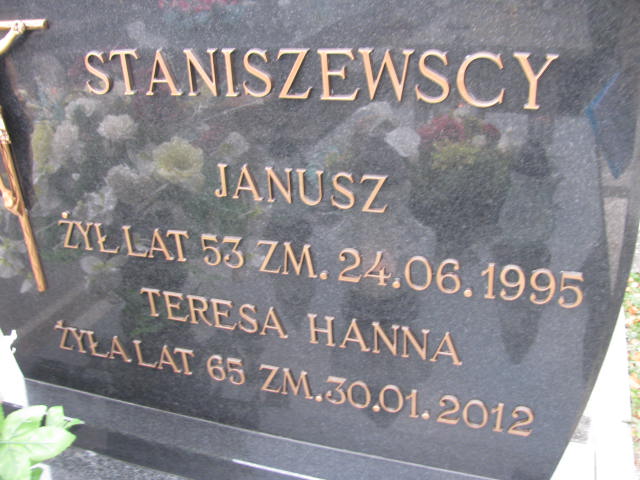 STANISZEWSCY
JANUSZ
ŻYŁ LAT 53 ZM. 24.06.1995
TERESA HANNA
ŻYŁA LAT 65 ZM. 30.01.2012